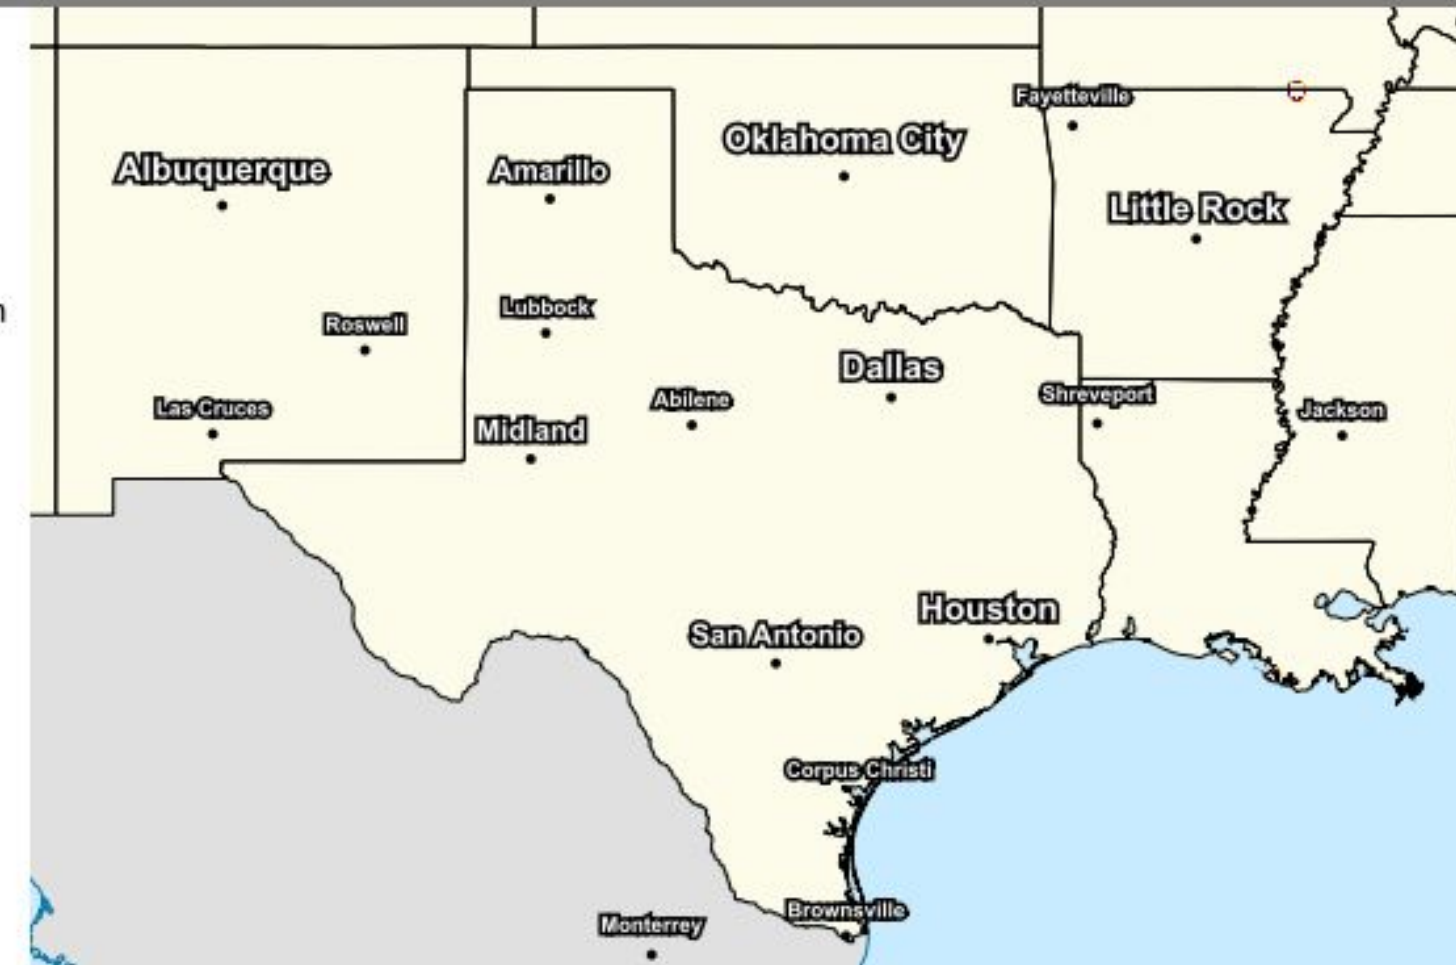 Fayetteville
Oklahoma City
Albuquerque
Amarillo
Little Rock
Lubbock
Roswell
Dallas
Shreveport
Abilene
Las Cruces
Jackson
Midland
Houston
San Antonio
Corpus Christi
Brownsville
Monterrey